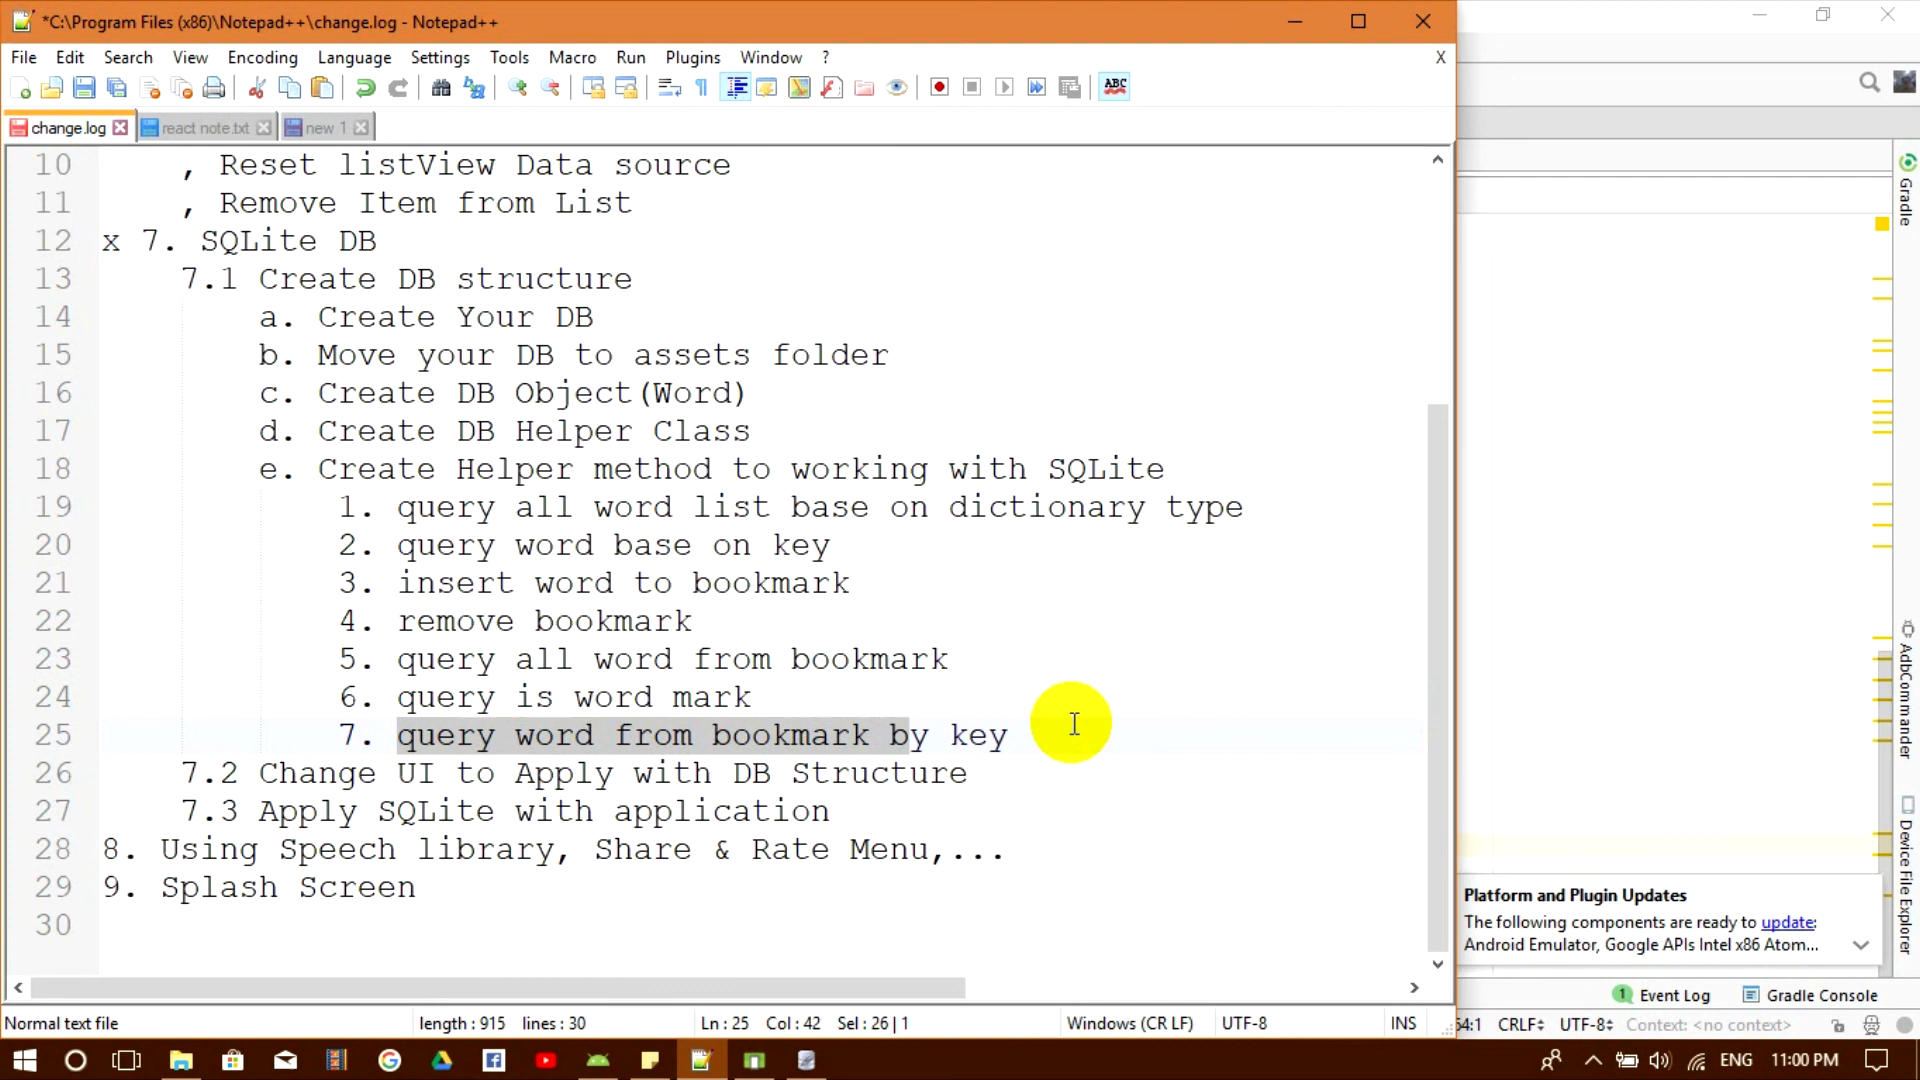 *C:\Program Files (x86)\Notepad++\change.log - Notepad++
File Edit Search View Encoding Language Settings Tools Macro Run Plugins Window ? X
ABC
change.log react note.txt new 1
10 , Reset listView Data source
11 , Remove Item from List
12 x 7. SQLite DB
13 7.1 Create DB structure
14 a. Create Your DB
15 b. Move your DB to assets folder
16 c. Create DB Object(Word)
17 d. Create DB Helper Class
18 e. Create Helper method to working with SQLite
19 1. query all word list base on dictionary type
20 2. query word base on key
21 3. insert word to bookmark
22 4. remove bookmark
23 5. query all word from bookmark
24 6. query is word mark
25 7. query word from bookmark by key
26 7.2 Change UI to Apply with DB Structure
27 7.3 Apply SQLite with application
28 8. Using Speech library, Share & Rate Menu,...
29 9. Splash Screen
30
Normal text file length : 915 lines : 30 Ln : 25 Col : 42 Sel : 26 | 1 Windows (CR LF) UTF-8 INS
Gradle
AdbCommander
Device File Explorer
Platform and Plugin Updates
The following components are ready to update:
Android Emulator, Google APIs Intel x86 Atom...
1 Event Log Gradle Console
54:1 CRLF UTF-8 Context: <no context>
ENG 11:00 PM